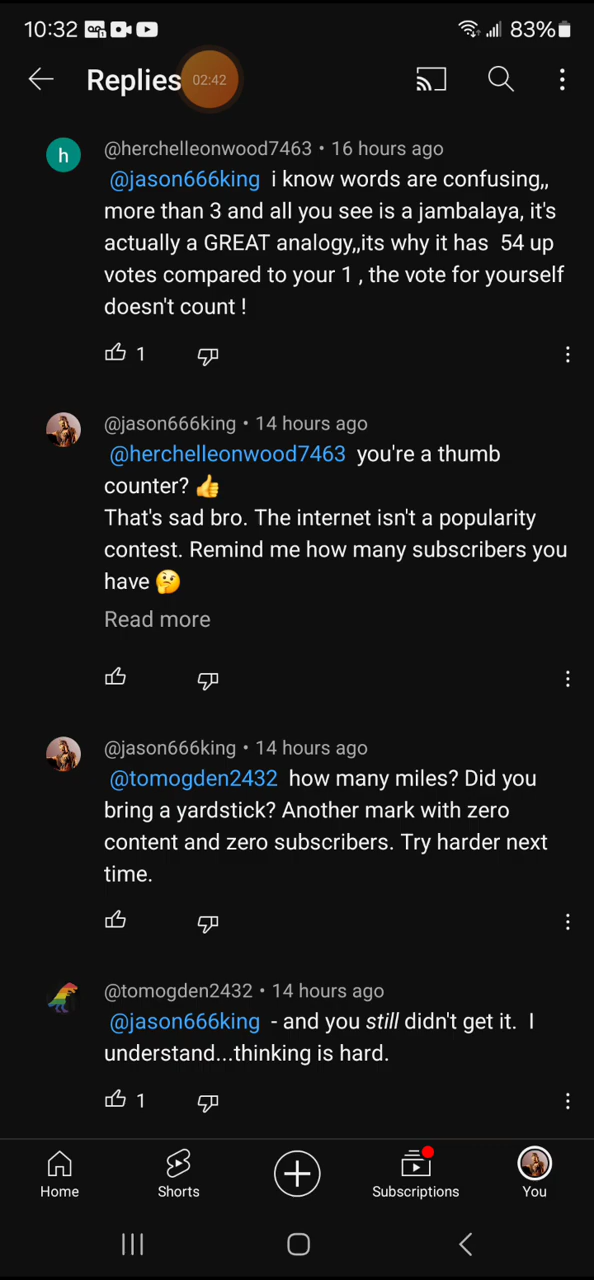 10:32 83%
Replies 02:42
h
@herchelleonwood7463 • 16 hours ago
@jason666king i know words are confusing,,
more than 3 and all you see is a jambalaya, it's
actually a GREAT analogy,,its why it has 54 up
votes compared to your 1 , the vote for yourself
doesn't count !
1
@jason666king • 14 hours ago
@herchelleonwood7463 you're a thumb
counter? 👍
That's sad bro. The internet isn't a popularity
contest. Remind me how many subscribers you
have 🤔
Read more
@jason666king • 14 hours ago
@tomogden2432 how many miles? Did you
bring a yardstick? Another mark with zero
content and zero subscribers. Try harder next
time.
@tomogden2432 • 14 hours ago
@jason666king - and you still didn't get it. I
understand...thinking is hard.
1
Home Shorts Subscriptions You